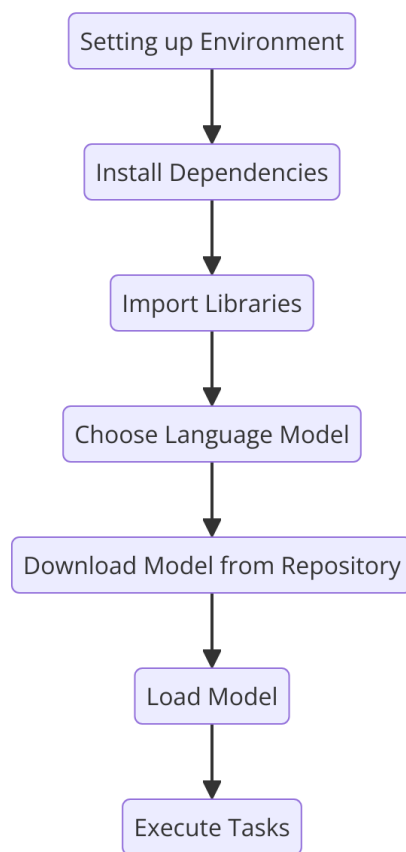 Setting up Environment
Install Dependencies
Import Libraries
Choose Language Model
Download Model from Repository
Load Model
Execute Tasks